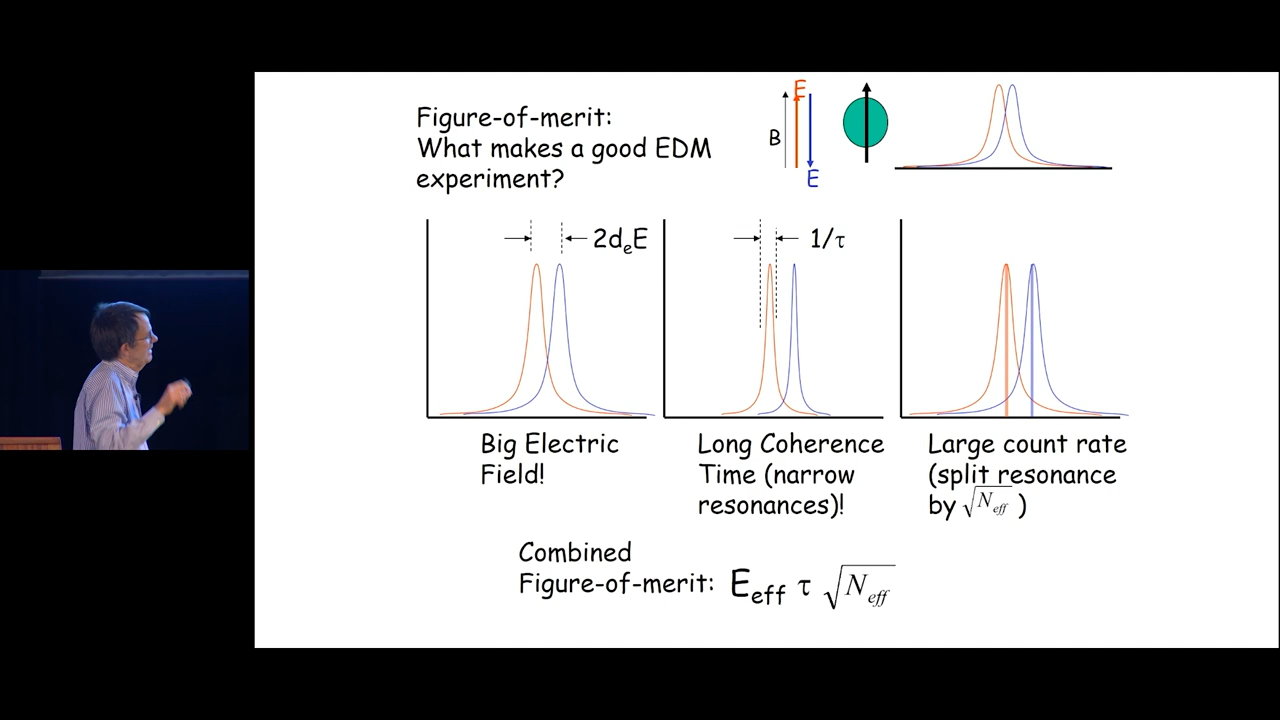 Figure-of-merit:
What makes a good EDM
experiment?
E
B
E
2dₑE
1/τ
Big Electric
Field!
Long Coherence
Time (narrow
resonances)!
Large count rate
(split resonance
by √N_eff )
Combined
Figure-of-merit: E_eff τ √N_eff